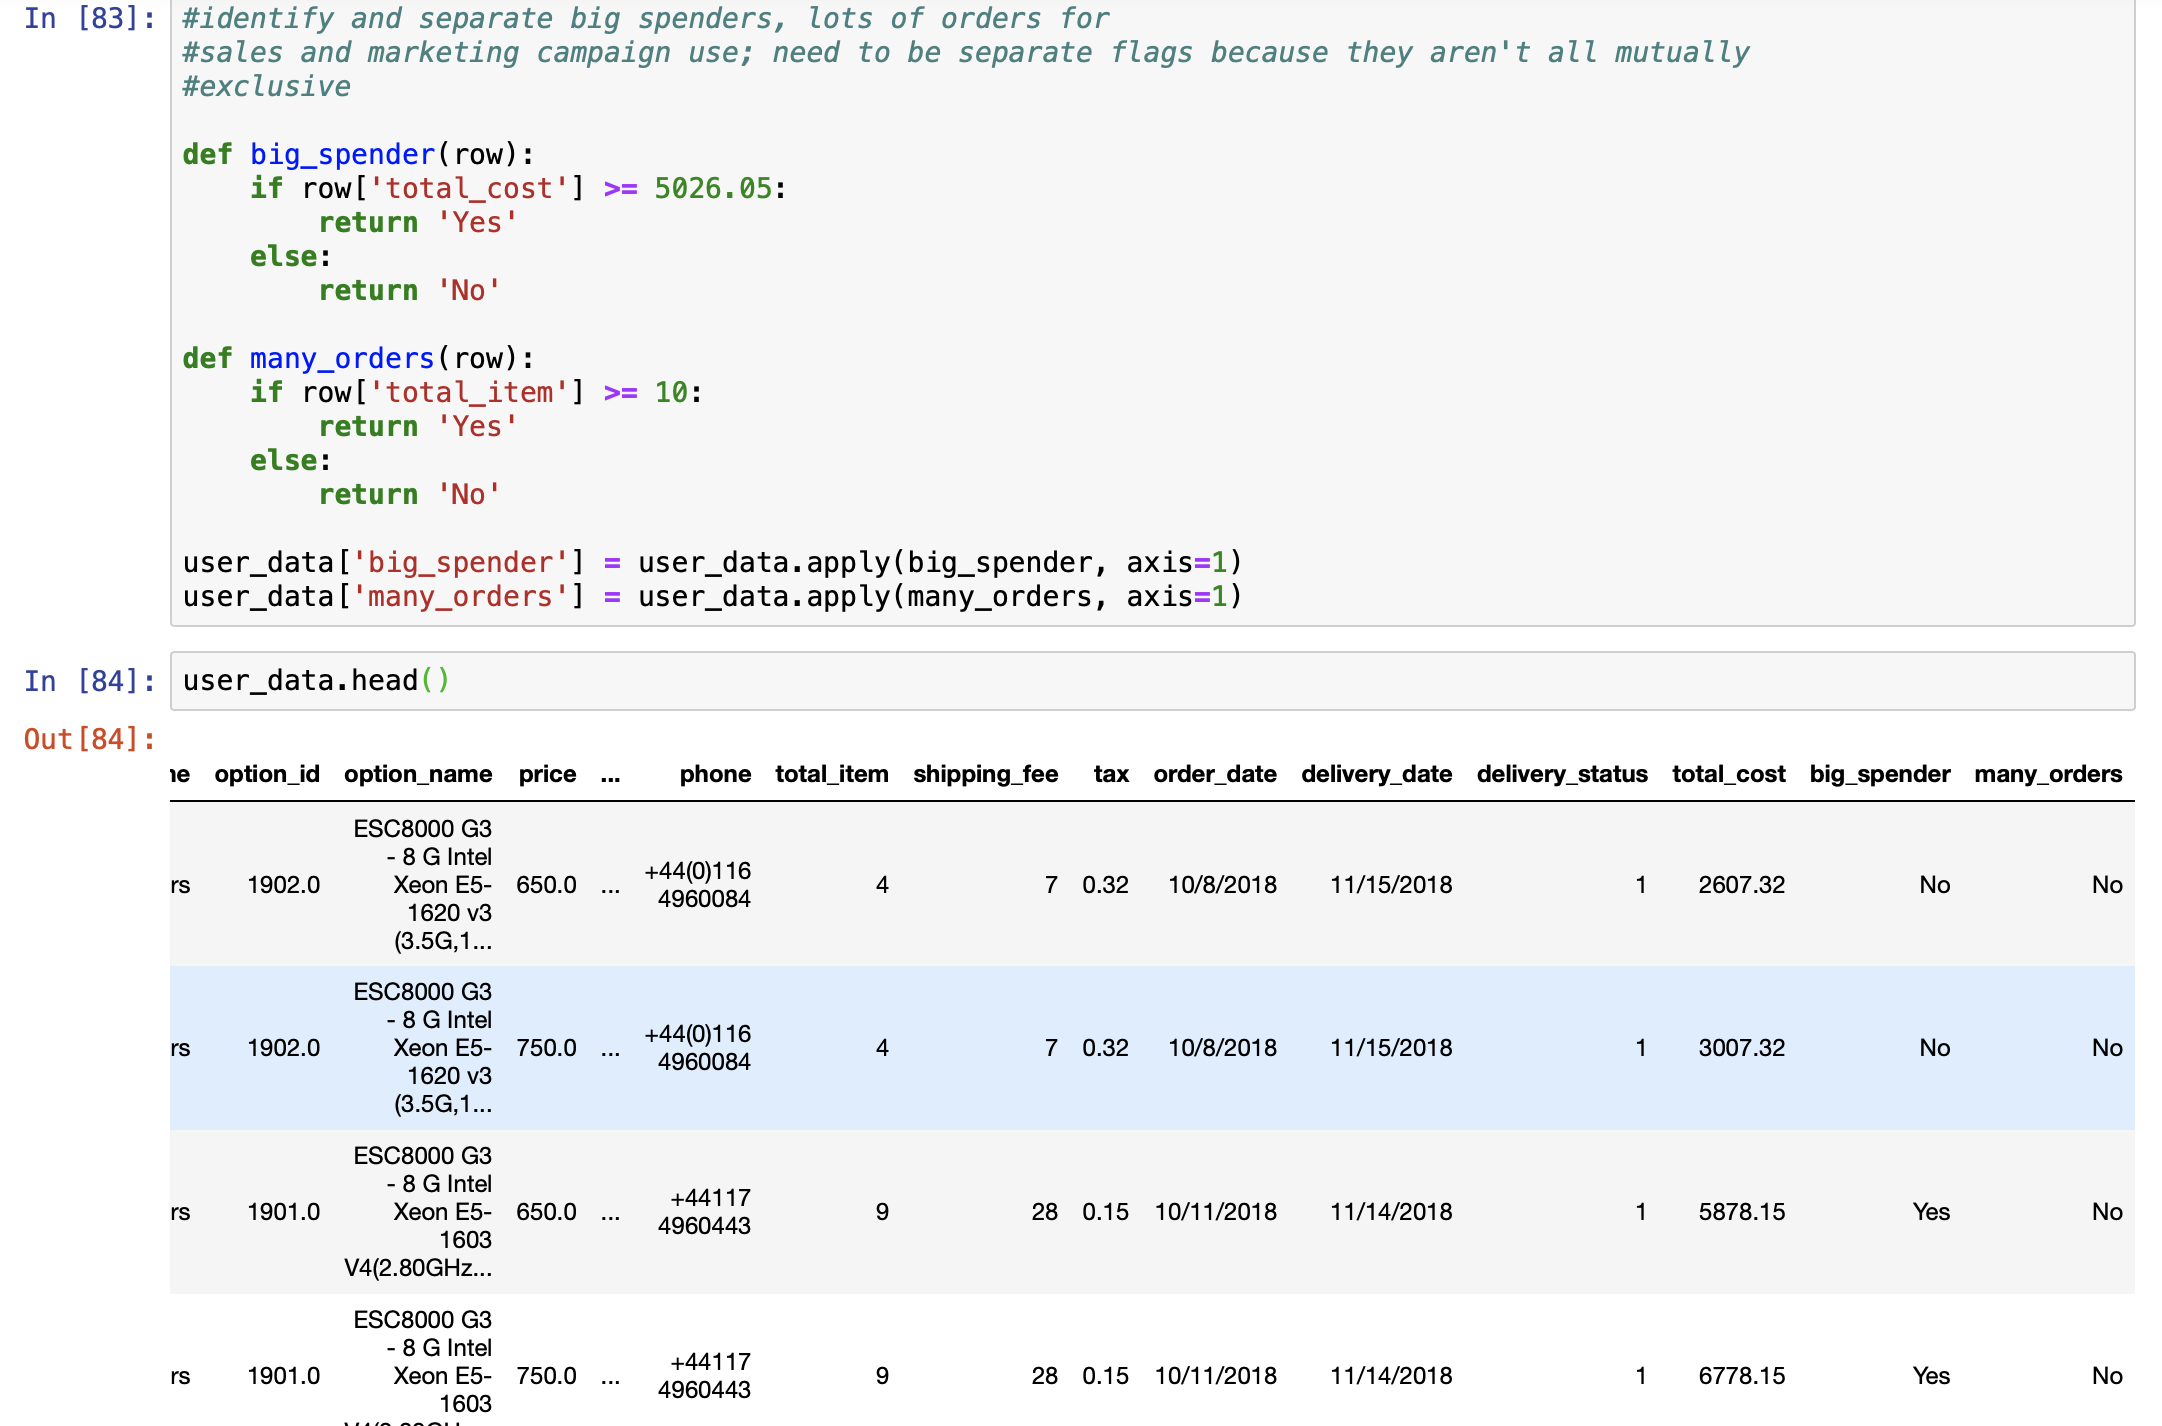 In [83]:
#identify and separate big spenders, lots of orders for
#sales and marketing campaign use; need to be separate flags because they aren't all mutually
#exclusive
def big_spender(row):
    if row['total_cost'] >= 5026.05:
        return 'Yes'
    else:
        return 'No'
def many_orders(row):
    if row['total_item'] >= 10:
        return 'Yes'
    else:
        return 'No'
user_data['big_spender'] = user_data.apply(big_spender, axis=1)
user_data['many_orders'] = user_data.apply(many_orders, axis=1)
In [84]:
user_data.head()
Out[84]:
option_id option_name price ... phone total_item shipping_fee tax order_date delivery_date delivery_status total_cost big_spender many_orders
ESC8000 G3
- 8 G Intel
rs 1902.0 Xeon E5- 650.0 ... +44(0)116 4 7 0.32 10/8/2018 11/15/2018 1 2607.32 No No
1620 v3 4960084
(3.5G,1...
ESC8000 G3
- 8 G Intel
rs 1902.0 Xeon E5- 750.0 ... +44(0)116 4 7 0.32 10/8/2018 11/15/2018 1 3007.32 No No
1620 v3 4960084
(3.5G,1...
ESC8000 G3
- 8 G Intel
rs 1901.0 Xeon E5- 650.0 ... +44117 9 28 0.15 10/11/2018 11/14/2018 1 5878.15 Yes No
1603 4960443
V4(2.80GHz...
ESC8000 G3
- 8 G Intel
rs 1901.0 Xeon E5- 750.0 ... +44117 9 28 0.15 10/11/2018 11/14/2018 1 6778.15 Yes No
1603 4960443